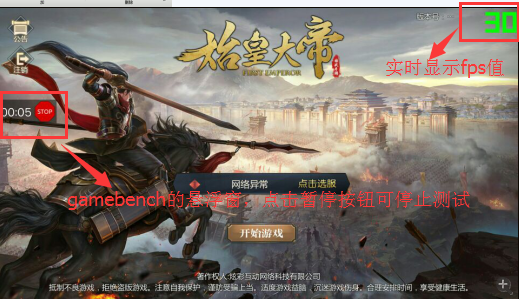 版本号
30
公告
始皇大帝
FIRST EMPEROR
注销
实时显示fps值
00:05 STOP
gamebench的悬浮窗，点击暂停按钮可停止测试
网络异常 点击选服
开始游戏
著作权人:炫彩互动网络科技有限公司
抵制不良游戏，拒绝盗版游戏。注意自我保护，谨防受骗上当。适度游戏益脑，沉迷游戏伤身。合理安排时间，享受健康生活。